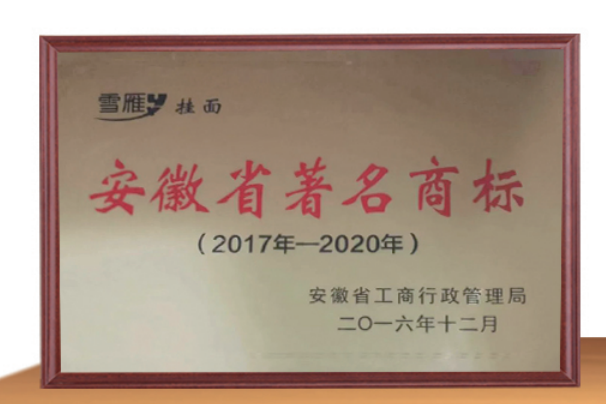 雪雁 挂面
安徽省著名商标
（2017年—2020年）
安徽省工商行政管理局
二〇一六年十二月